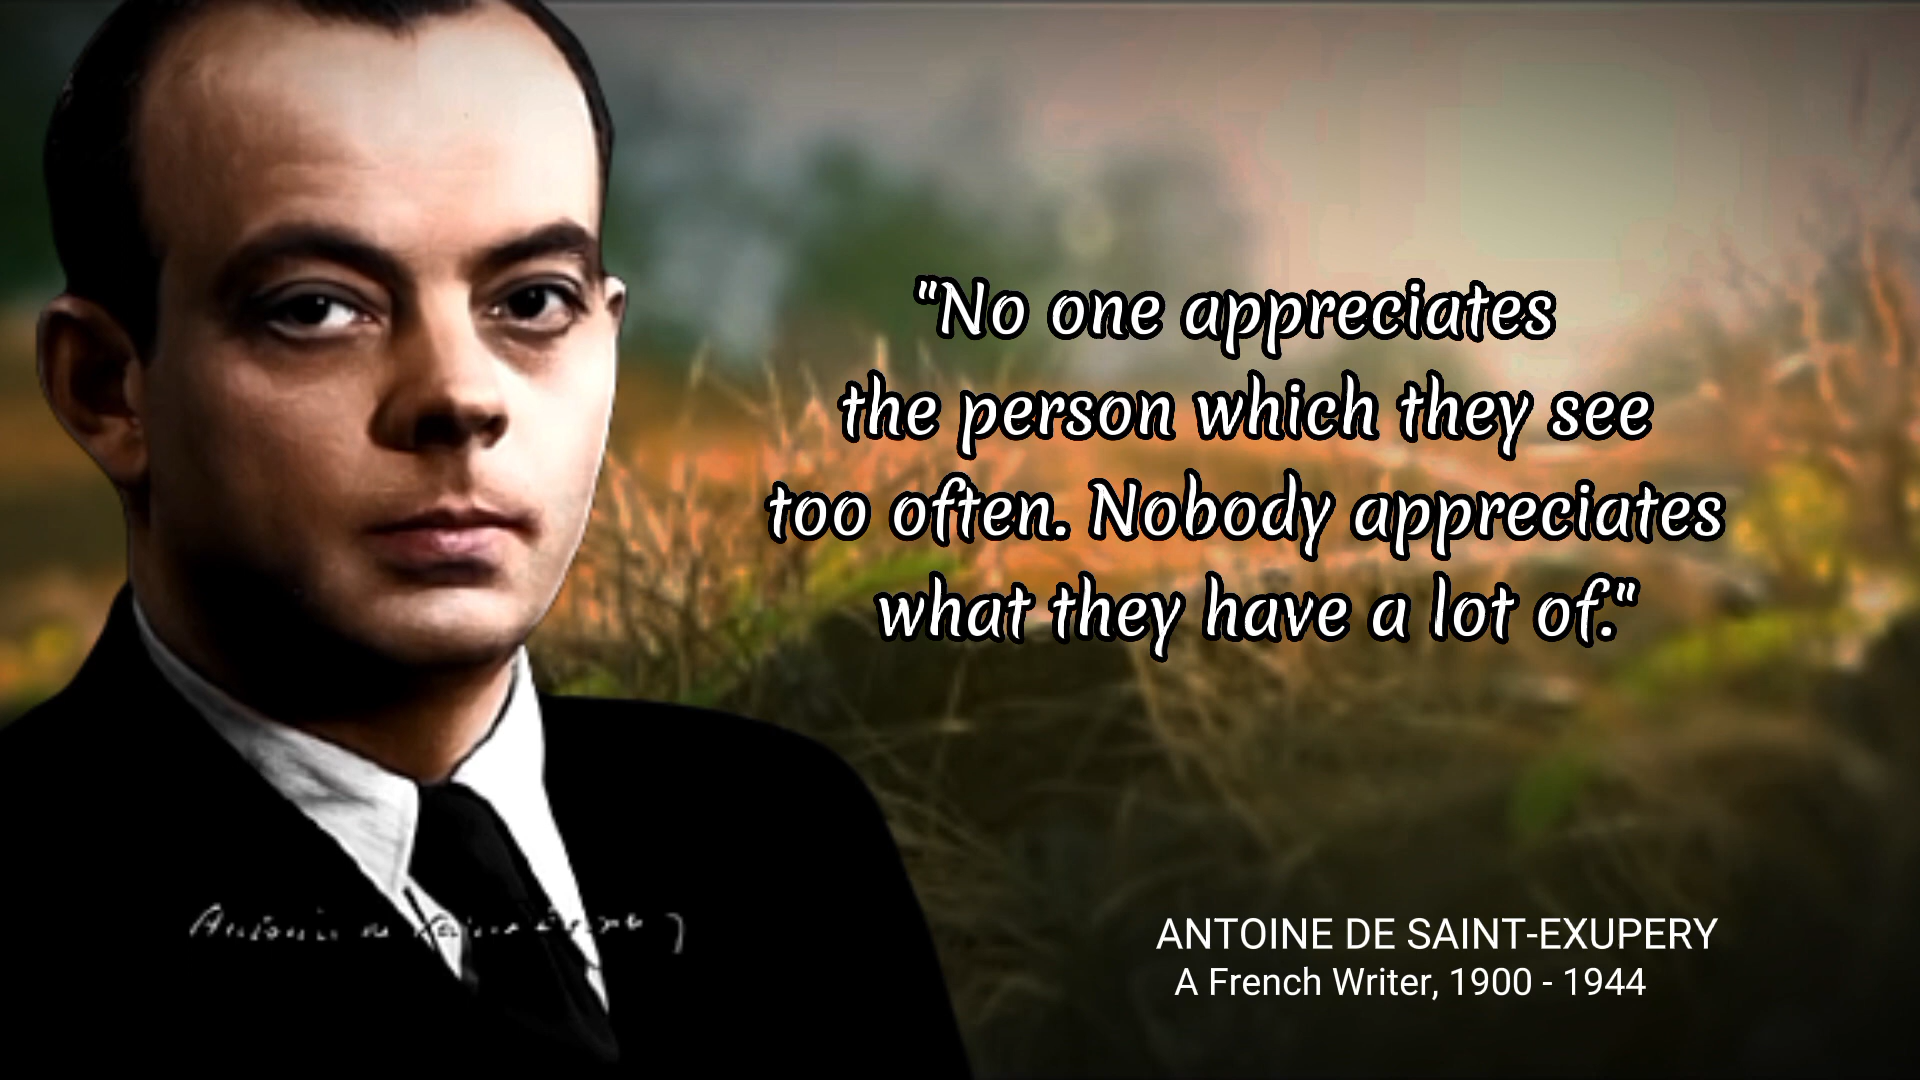 "No one appreciates
the person which they see
too often. Nobody appreciates
what they have a lot of."
ANTOINE DE SAINT-EXUPERY
A French Writer, 1900 - 1944